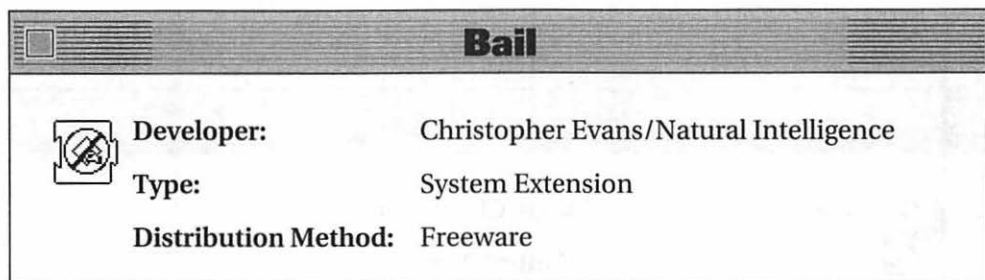 Bail
Developer: Christopher Evans/Natural Intelligence
Type: System Extension
Distribution Method: Freeware